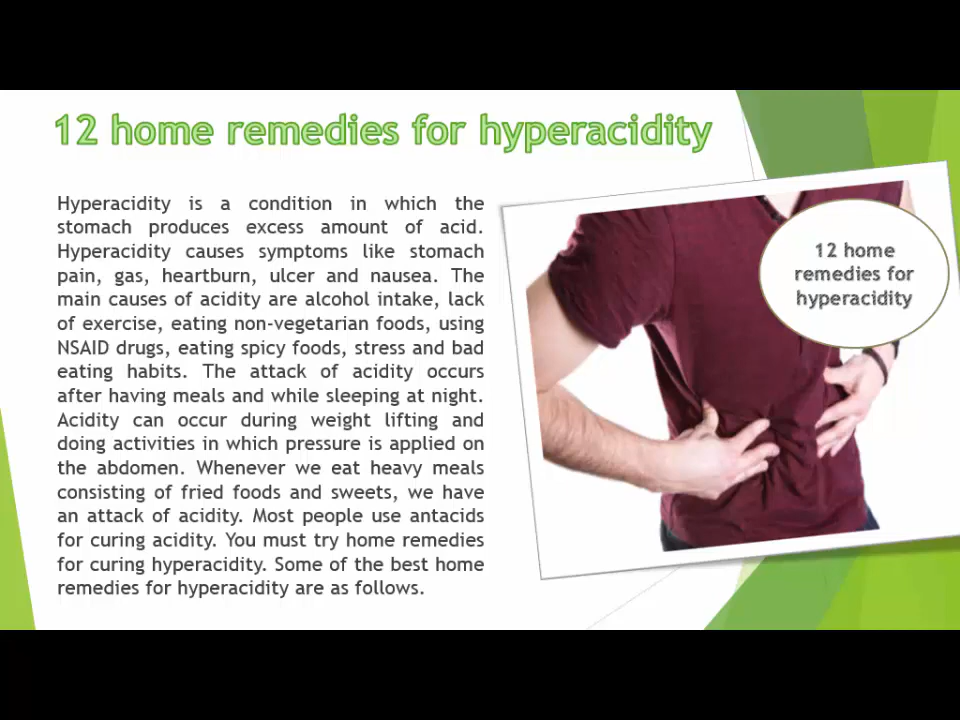 12 home remedies for hyperacidity
Hyperacidity is a condition in which the
stomach produces excess amount of acid.
Hyperacidity causes symptoms like stomach
pain, gas, heartburn, ulcer and nausea. The
main causes of acidity are alcohol intake, lack
of exercise, eating non-vegetarian foods, using
NSAID drugs, eating spicy foods, stress and bad
eating habits. The attack of acidity occurs
after having meals and while sleeping at night.
Acidity can occur during weight lifting and
doing activities in which pressure is applied on
the abdomen. Whenever we eat heavy meals
consisting of fried foods and sweets, we have
an attack of acidity. Most people use antacids
for curing acidity. You must try home remedies
for curing hyperacidity. Some of the best home
remedies for hyperacidity are as follows.
12 home
remedies for
hyperacidity